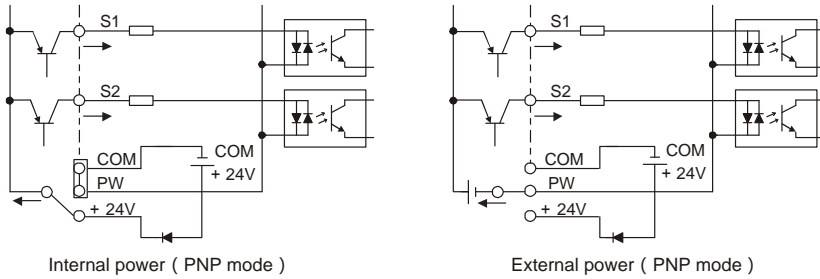 S1
S2
COM
COM
+ 24V
PW
+ 24V
Internal power ( PNP mode )
S1
S2
COM
COM
+ 24V
PW
+ 24V
External power ( PNP mode )